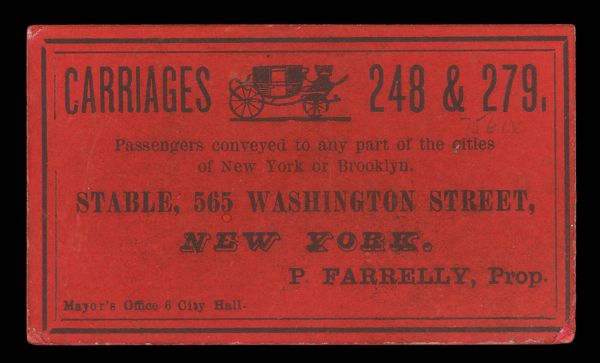 CARRIAGES 248 & 279.
Passengers conveyed to any part of the cities
of New York or Brooklyn.
STABLE, 565 WASHINGTON STREET,
NEW YORK.
P. FARRELLY, Prop.
Mayor's Office 6 City Hall.